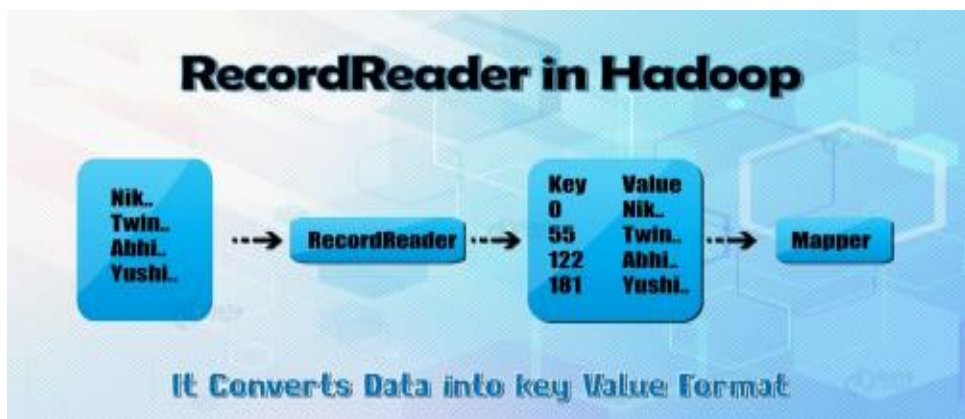 RecordReader in Hadoop
Nik..
Twin..
Abhi..
Yushi..
RecordReader
Key Value
0 Nik..
55 Twin..
122 Abhi..
181 Yushi..
Mapper
It Converts Data into key Value Format